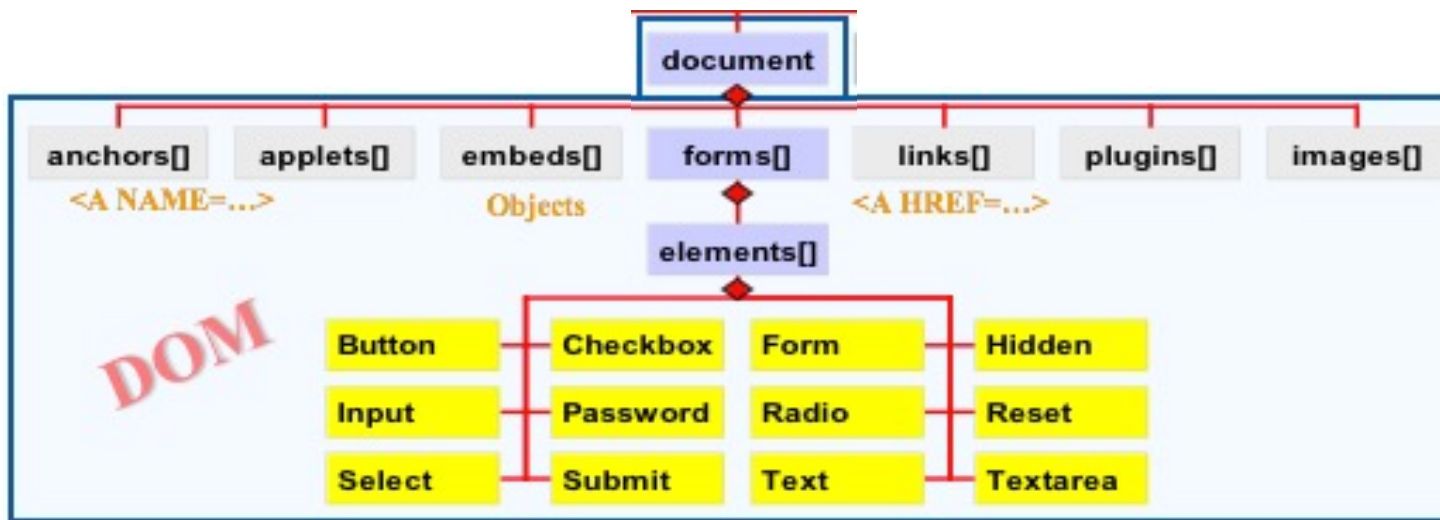 document
anchors[] applets[] embeds[] forms[] links[] plugins[] images[]
<A NAME=...> Objects <A HREF=...>
elements[]
DOM
Button Checkbox Form Hidden
Input Password Radio Reset
Select Submit Text Textarea